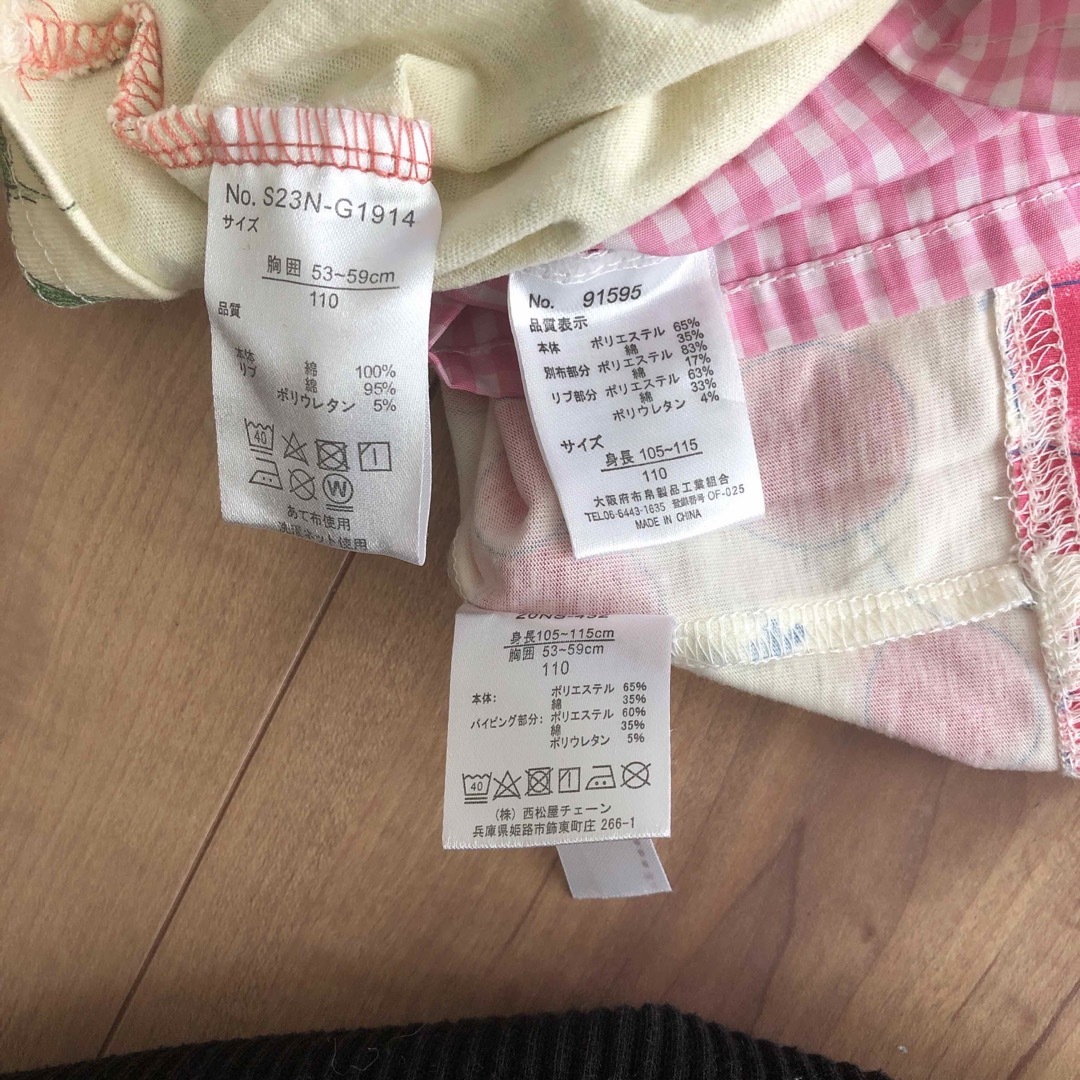 No. S23N-G1914
サイズ
胸囲 53~59cm
110
品質
本体 綿 100%
リブ 綿 95%
ポリウレタン 5%
40
あて布使用
洗濯ネット使用
No. 91595
品質表示
本体 ポリエステル 65%
綿 35%
別布部分 ポリエステル 83%
綿 17%
リブ部分 ポリエステル 63%
綿 33%
ポリウレタン 4%
サイズ
身長 105~115
110
大阪府布帛製品工業組合
TEL06-6443-1635 登録番号 OF-025
MADE IN CHINA
身長105~115cm
胸囲 53~59cm
110
本体: ポリエステル 65%
綿 35%
パイピング部分: ポリエステル 60%
綿 35%
ポリウレタン 5%
40
(株) 西松屋チェーン
兵庫県姫路市飾東町庄 266-1